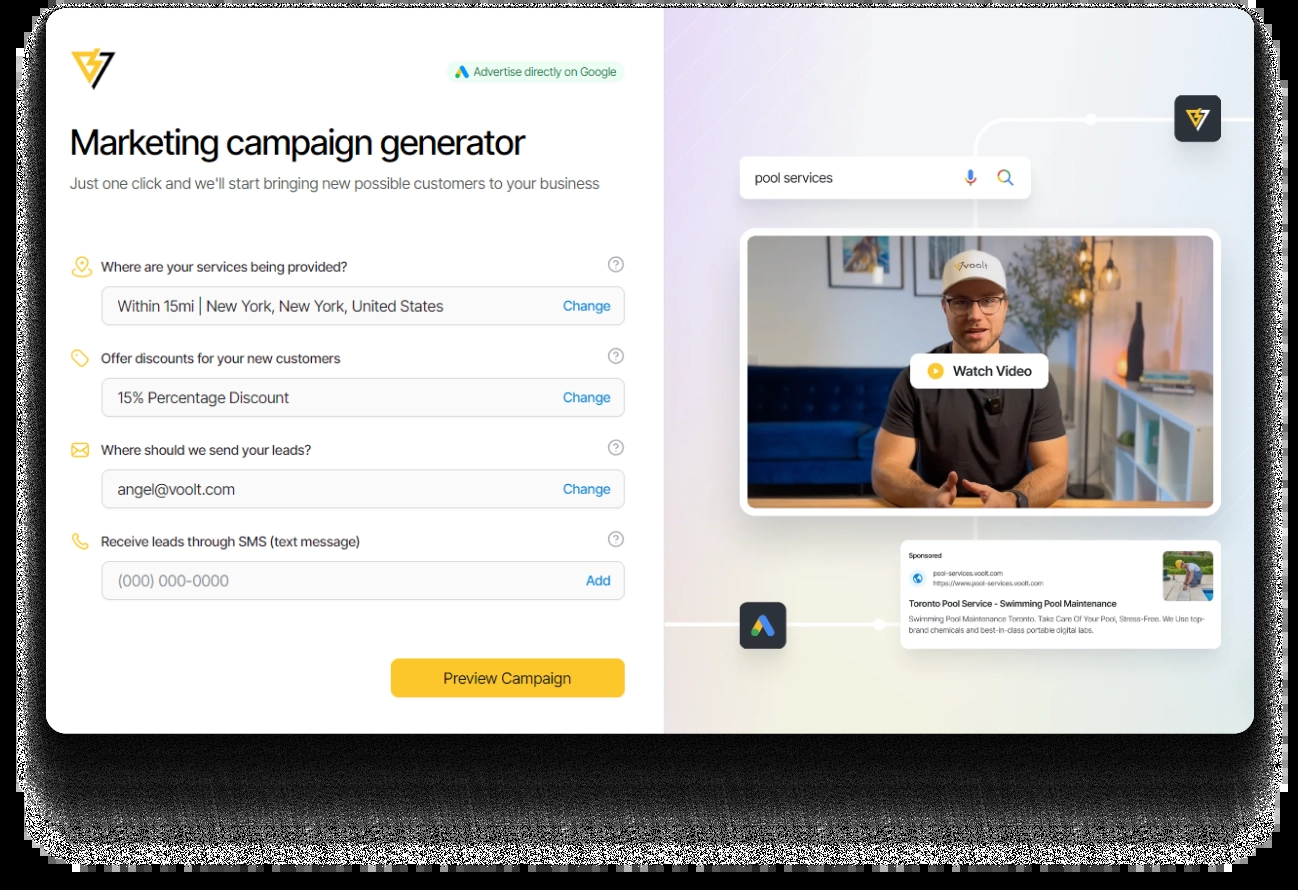 Advertise directly on Google
Marketing campaign generator
Just one click and we'll start bringing new possible customers to your business
Where are your services being provided?
Within 15mi | New York, New York, United States
Change
Offer discounts for your new customers
15% Percentage Discount
Change
Where should we send your leads?
angel@voolt.com
Change
Receive leads through SMS (text message)
(000) 000-0000
Add
Preview Campaign
pool services
voolt
Watch Video
Sponsored
pool-services.voolt.com
https://www.pool-services.voolt.com
Toronto Pool Service - Swimming Pool Maintenance
Swimming Pool Maintenance Toronto. Take Care Of Your Pool, Stress-Free. We Use top-
brand chemicals and best-in-class portable digital labs.